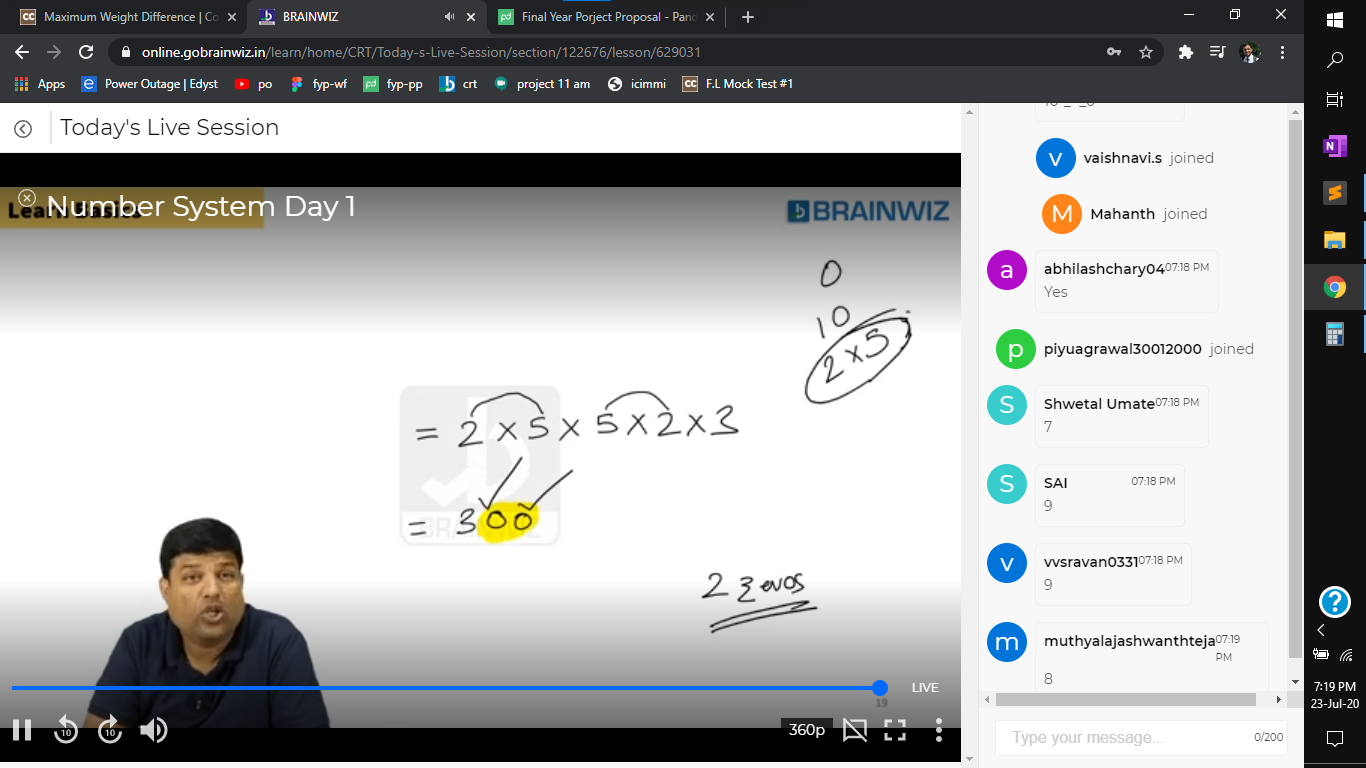 Maximum Weight Difference | Co
BRAINWIZ
Final Year Porject Proposal - Panc
online.gobrainwiz.in/learn/home/CRT/Today-s-Live-Session/section/122676/lesson/629031
Apps
Power Outage | Edyst
po
fyp-wf
fyp-pp
crt
project 11 am
icimmi
F.L Mock Test #1
Today's Live Session
Number System Day 1
BRAINWIZ
0
10
2 x 5
= 2 x 5 x 5 x 2 x 3
= 300
BRAINWIZ
2 zeros
19
LIVE
10
10
360p
v
vaishnavi.s joined
M
Mahanth joined
a
abhilashchary04 07:18 PM
Yes
p
piyuagrawal30012000 joined
S
Shwetal Umate 07:18 PM
7
S
SAI 07:18 PM
9
v
vvsravan0331 07:18 PM
9
m
muthyalajashwanthteja 07:19
PM
8
Type your message...
0/200
7:19 PM
23-Jul-20